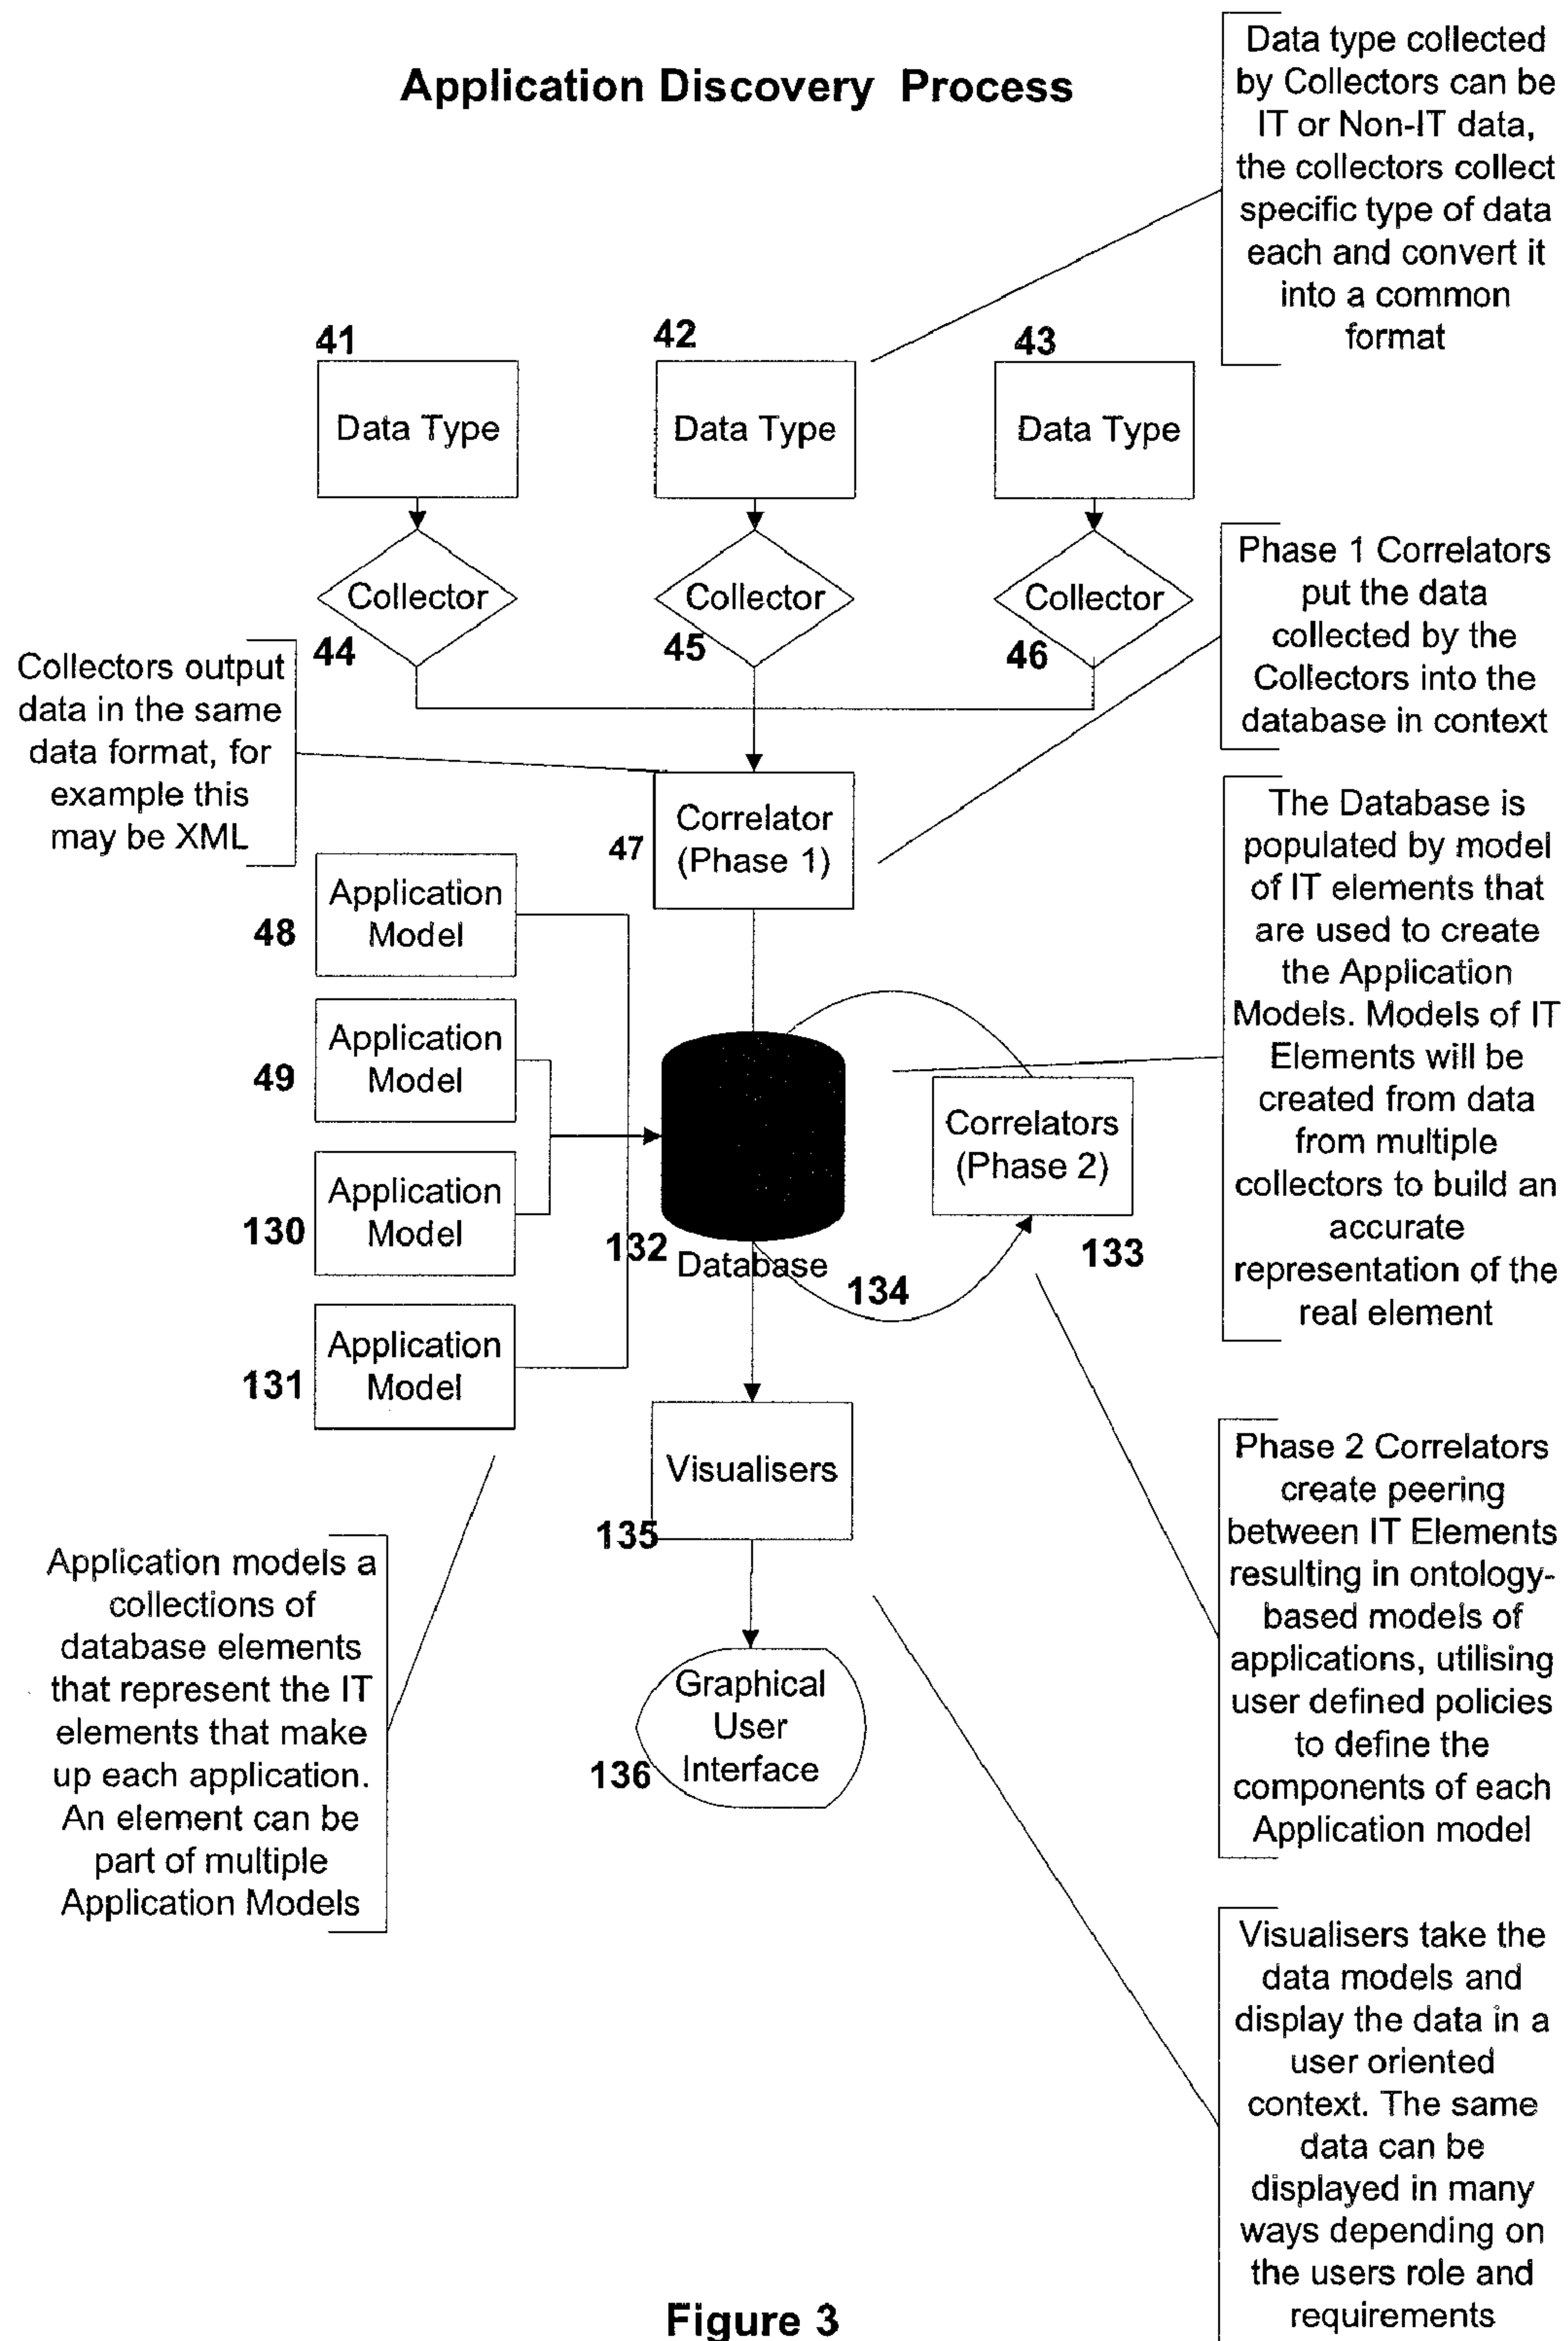 Application Discovery Process
Data type collected
by Collectors can be
IT or Non-IT data,
the collectors collect
specific type of data
each and convert it
into a common
format
41
42
43
Data Type
Data Type
Data Type
Collector
Collector
Collector
44
45
46
Phase 1 Correlators
put the data
collected by the
Collectors into the
database in context
Collectors output
data in the same
data format, for
example this
may be XML
Correlator
(Phase 1)
47
The Database is
populated by model
of IT elements that
are used to create
the Application
Models. Models of IT
Elements will be
created from data
from multiple
collectors to build an
accurate
representation of the
real element
Application
Model
48
Application
Model
49
Application
Model
130
Application
Model
131
132
Database
Correlators
(Phase 2)
133
134
Visualisers
135
Phase 2 Correlators
create peering
between IT Elements
resulting in ontology-
based models of
applications, utilising
user defined policies
to define the
components of each
Application model
Application models a
collections of
database elements
that represent the IT
elements that make
up each application.
An element can be
part of multiple
Application Models
Graphical
User
Interface
136
Visualisers take the
data models and
display the data in a
user oriented
context. The same
data can be
displayed in many
ways depending on
the users role and
requirements
Figure 3